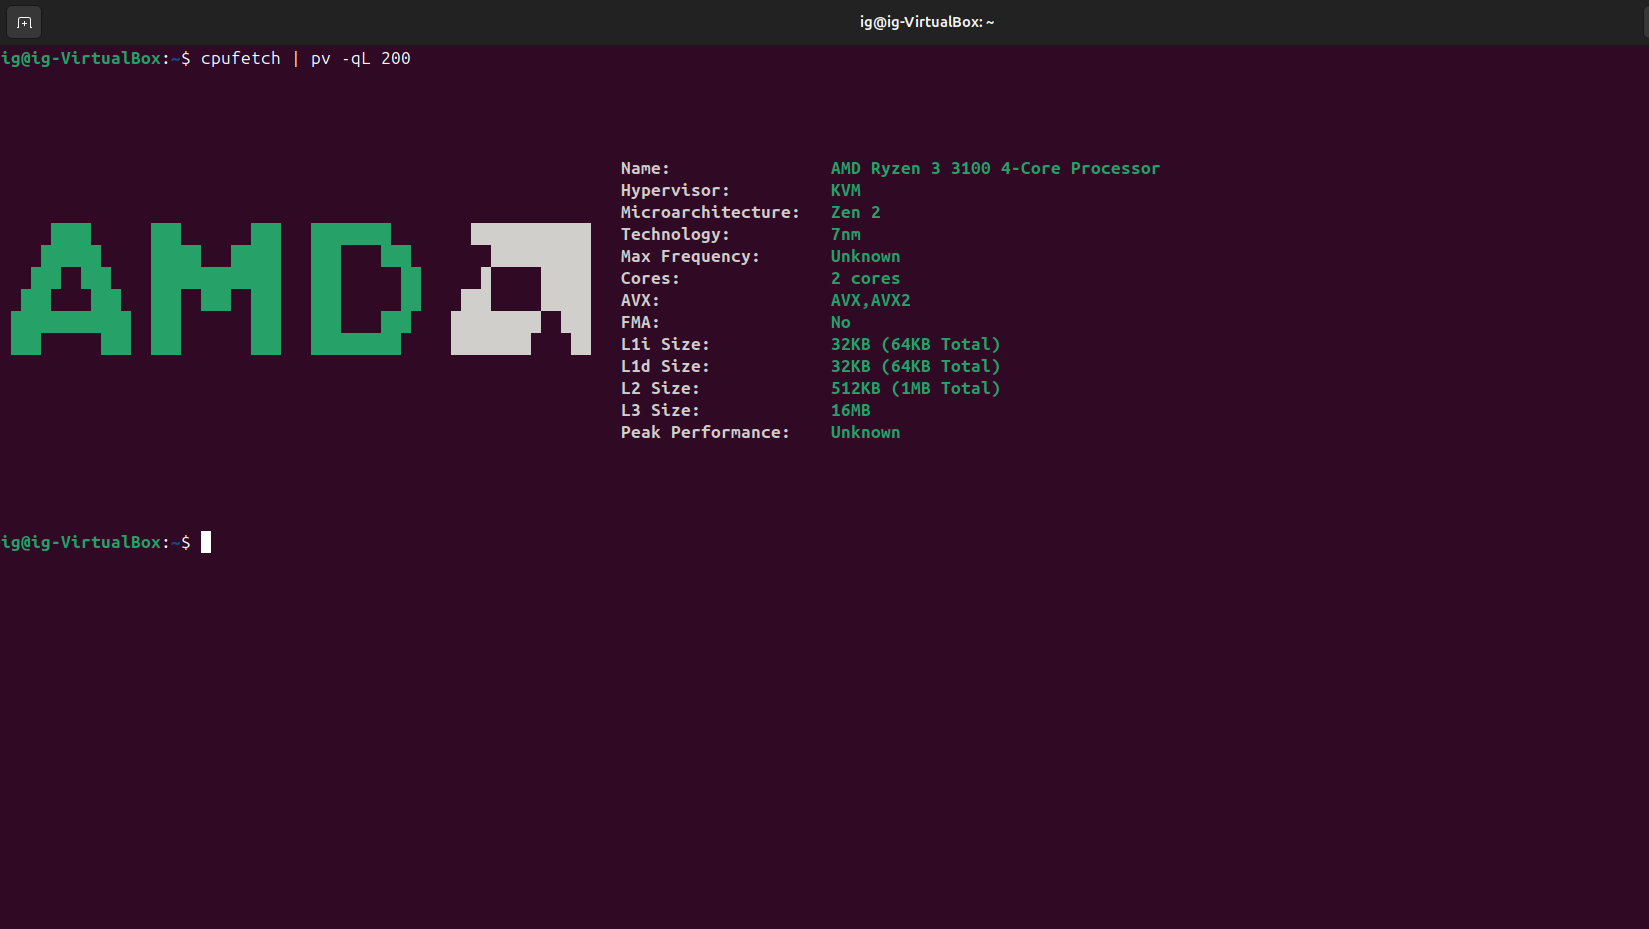 ig@ig-VirtualBox: ~
ig@ig-VirtualBox:~$ cpufetch | pv -qL 200
Name: AMD Ryzen 3 3100 4-Core Processor
Hypervisor: KVM
Microarchitecture: Zen 2
Technology: 7nm
Max Frequency: Unknown
Cores: 2 cores
AVX: AVX,AVX2
FMA: No
L1i Size: 32KB (64KB Total)
L1d Size: 32KB (64KB Total)
L2 Size: 512KB (1MB Total)
L3 Size: 16MB
Peak Performance: Unknown
AMD
ig@ig-VirtualBox:~$